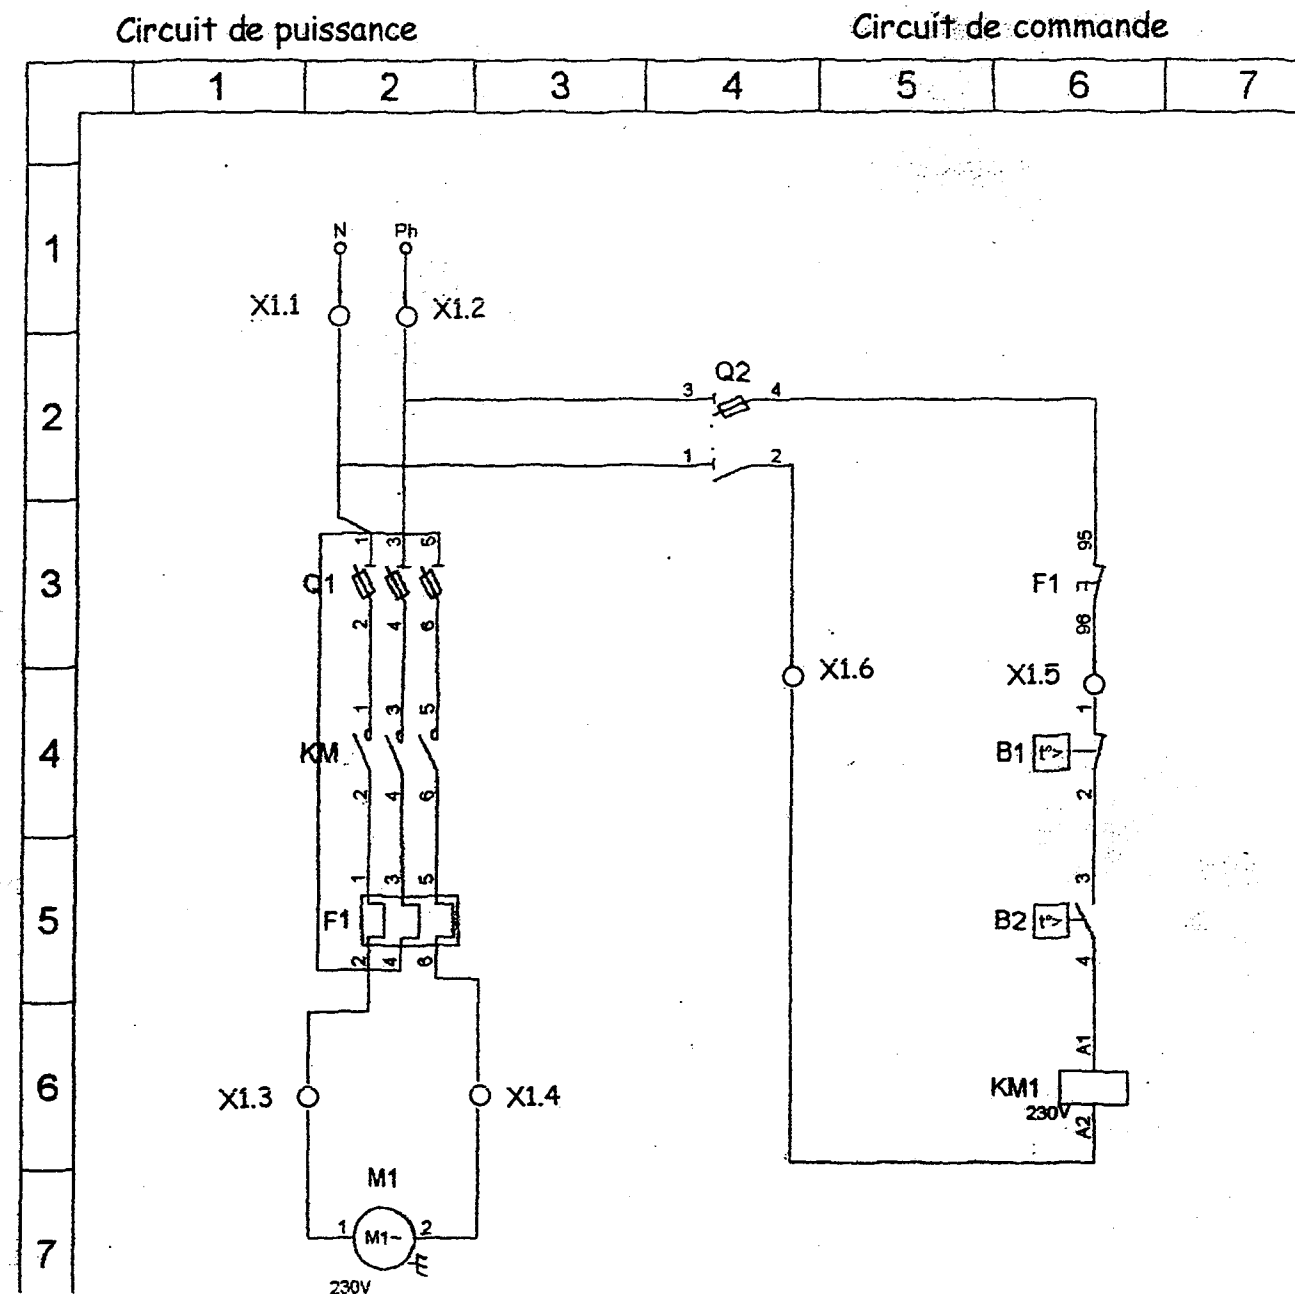 Circuit de puissance
Circuit de commande
1 2 3 4 5 6 7
1
N Ph
X1.1 X1.2
2
Q2
3 4
1 2
3
1 3 5
Q1
2 4 6
95
F1
96
X1.6
X1.5
4
1 3 5
KM
2 4 6
1
B1 t°>
2
5
1 3 5
F1
2 4 6
3
B2 t°>
4
6
X1.3 X1.4
A1
KM1
230V
A2
7
M1
1 M1~ 2
230V